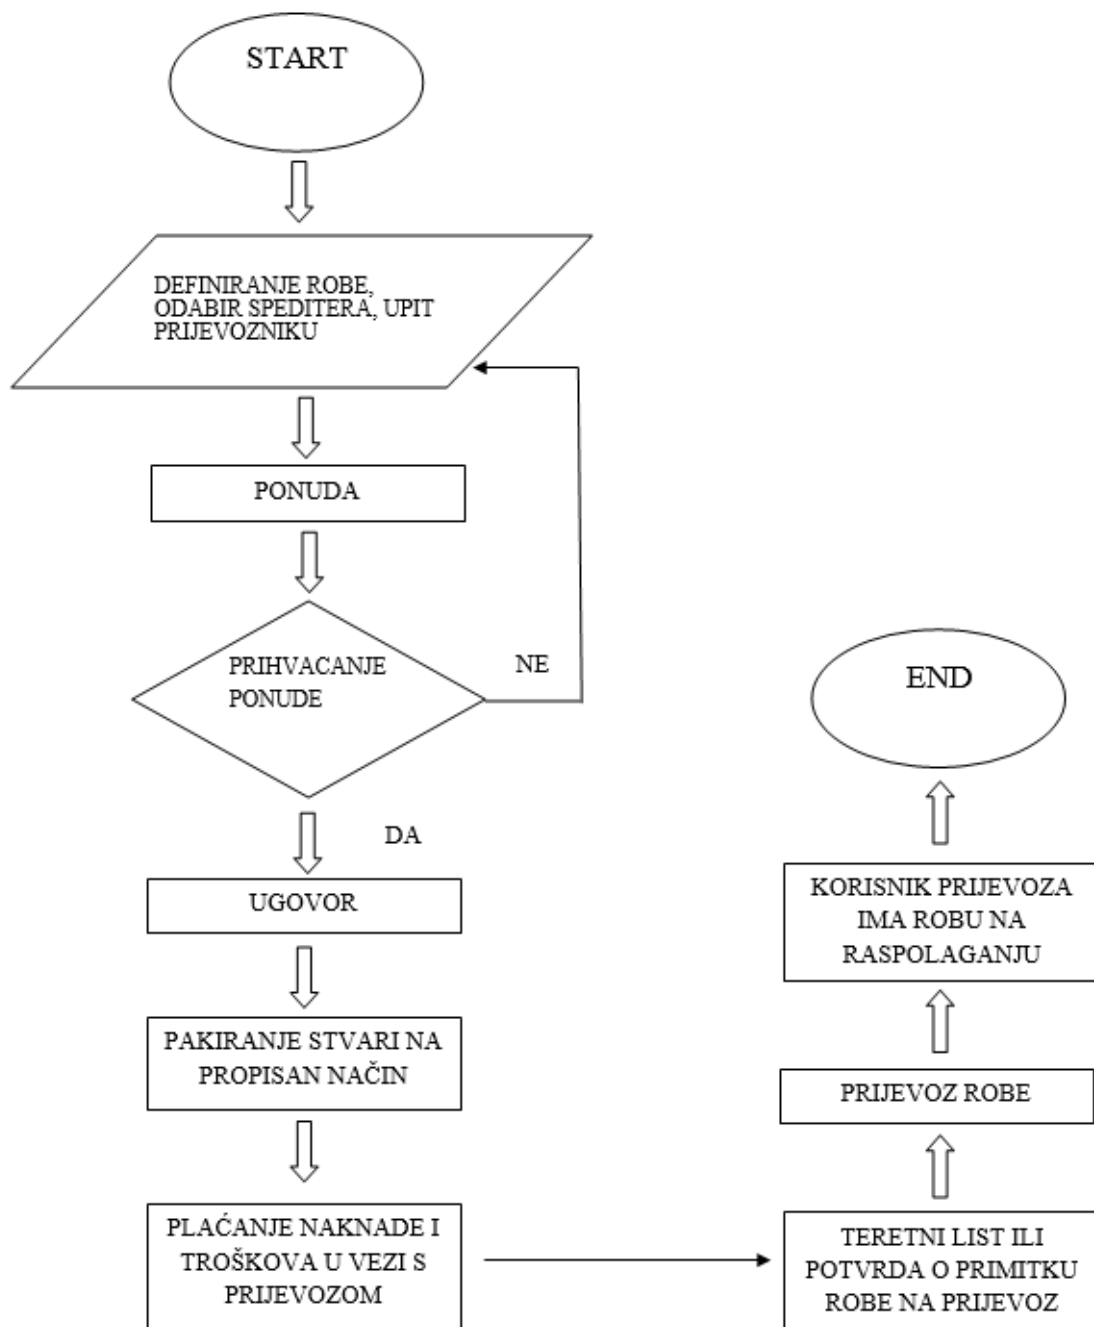 START
DEFINIRANJE ROBE,
ODABIR SPEDITERA, UPIT
PRIJEVOZNIKU
PONUDA
PRIHVACANJE
PONUDE
NE
DA
UGOVOR
PAKIRANJE STVARI NA
PROPISAN NAČIN
PLAĆANJE NAKNADE I
TROŠKOVA U VEZI S
PRIJEVOZOM
TERETNI LIST ILI
POTVRDA O PRIMITKU
ROBE NA PRIJEVOZ
PRIJEVOZ ROBE
KORISNIK PRIJEVOZA
IMA ROBU NA
RASPOLAGANJU
END